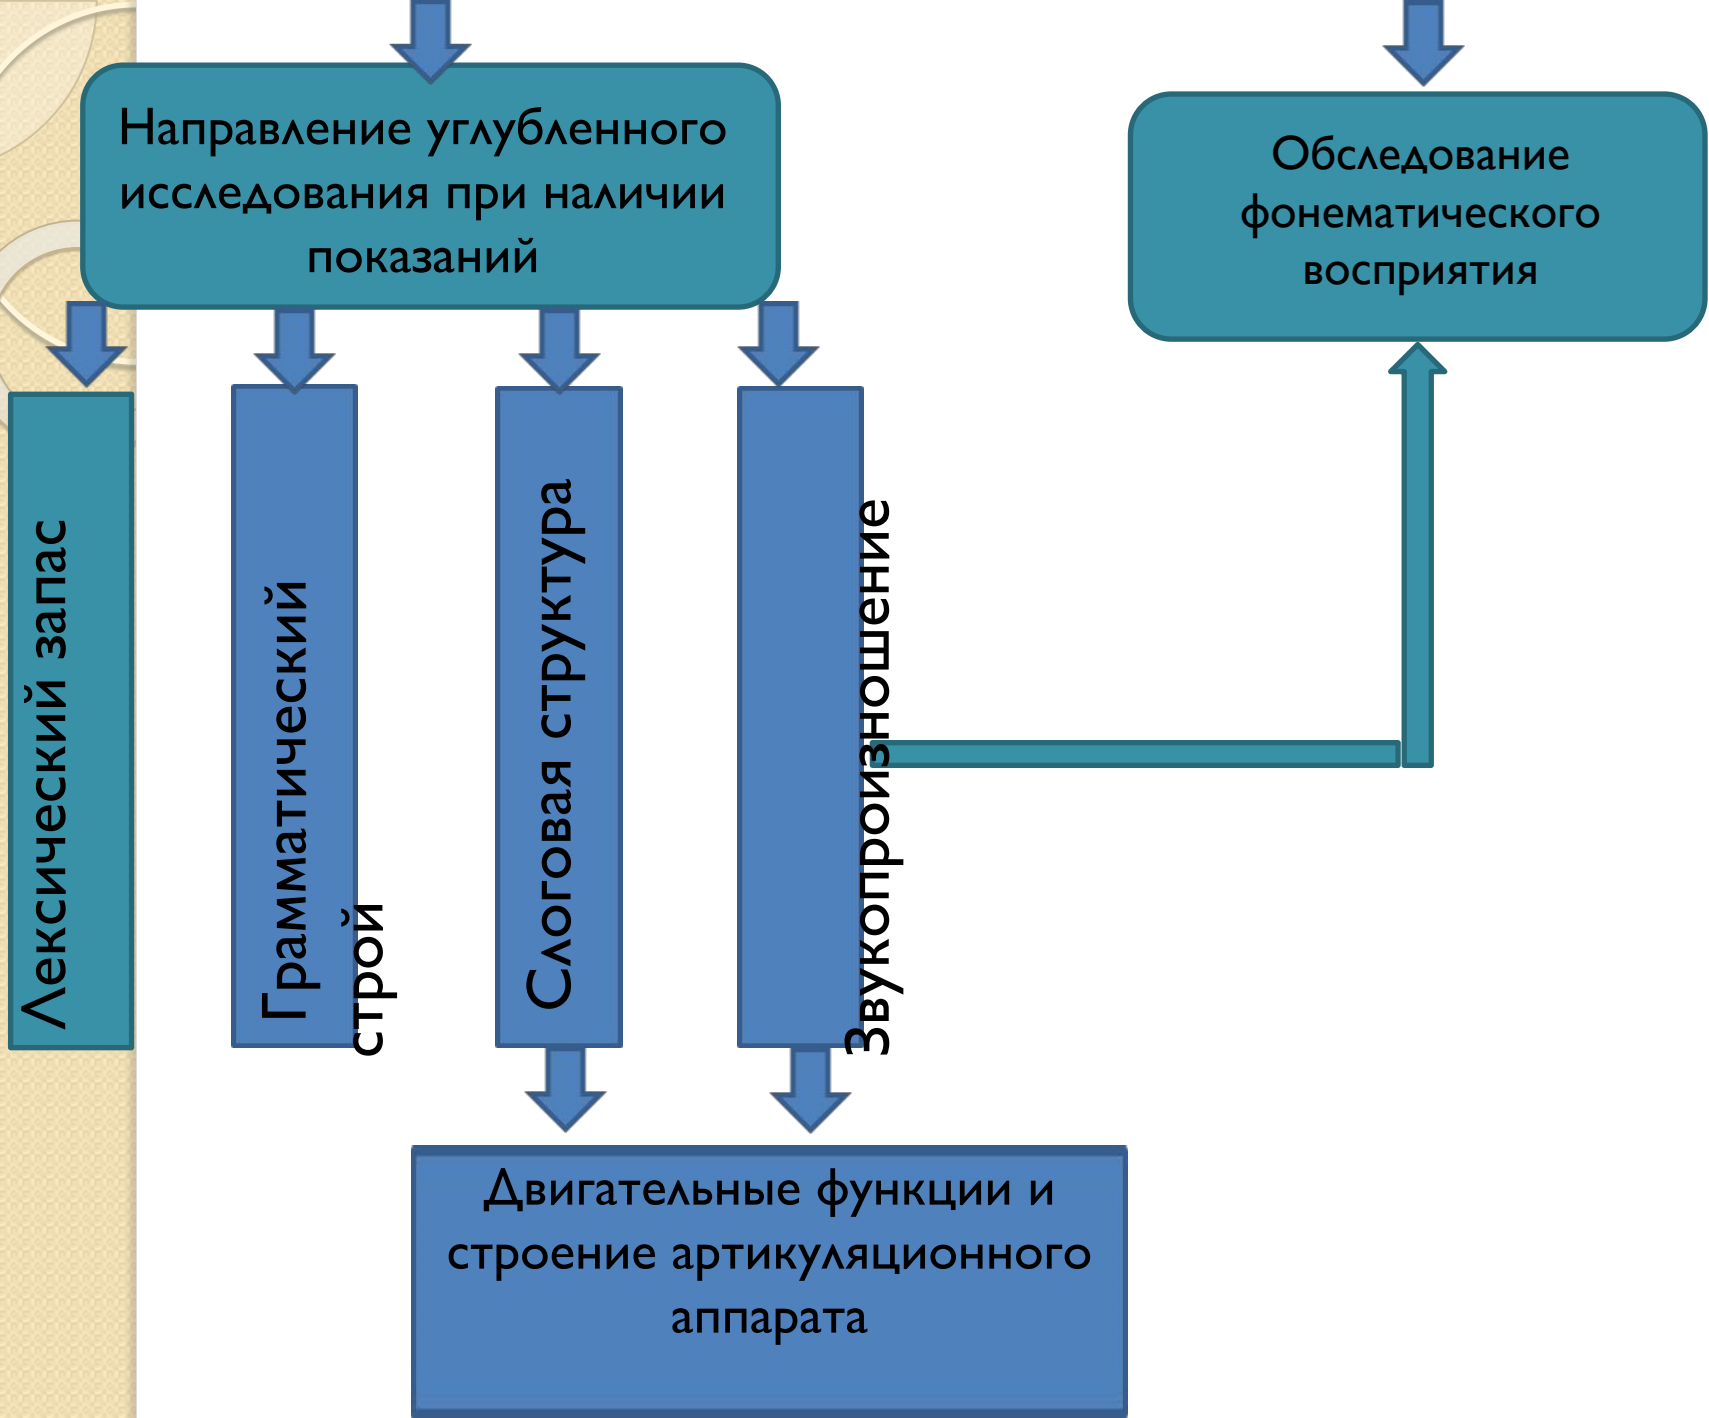 Направление углубленного
исследования при наличии
показаний
Обследование
фонематического
восприятия
Лексический запас
Грамматический
строй
Слоговая структура
Звукопроизношение
Двигательные функции и
строение артикуляционного
аппарата